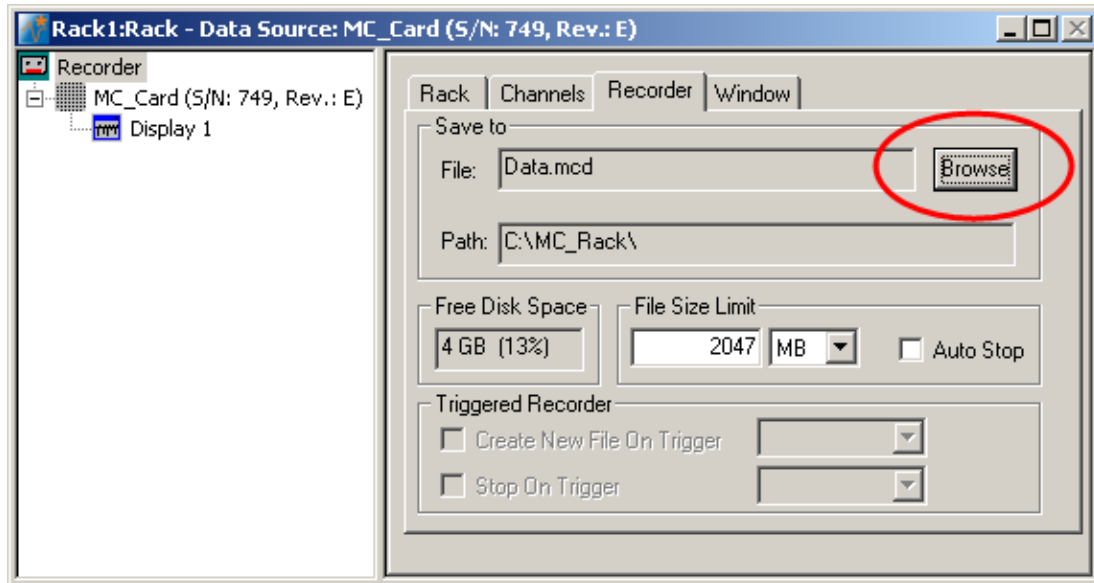 Rack1:Rack - Data Source: MC_Card (S/N: 749, Rev.: E)
Recorder
MC_Card (S/N: 749, Rev.: E)
Display 1
Rack Channels Recorder Window
Save to
File: Data.mcd Browse
Path: C:\MC_Rack\
Free Disk Space File Size Limit
4 GB (13%) 2047 MB Auto Stop
Triggered Recorder
Create New File On Trigger
Stop On Trigger